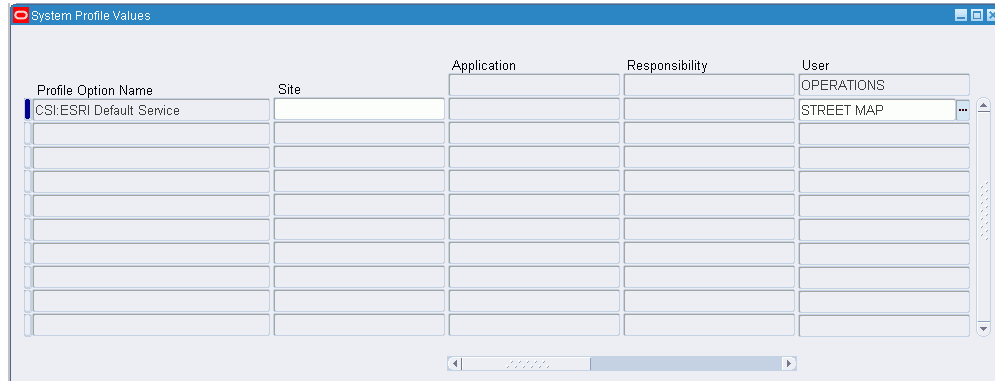 System Profile Values
Application Responsibility User
Profile Option Name Site OPERATIONS
CSI:ESRI Default Service STREET MAP ...